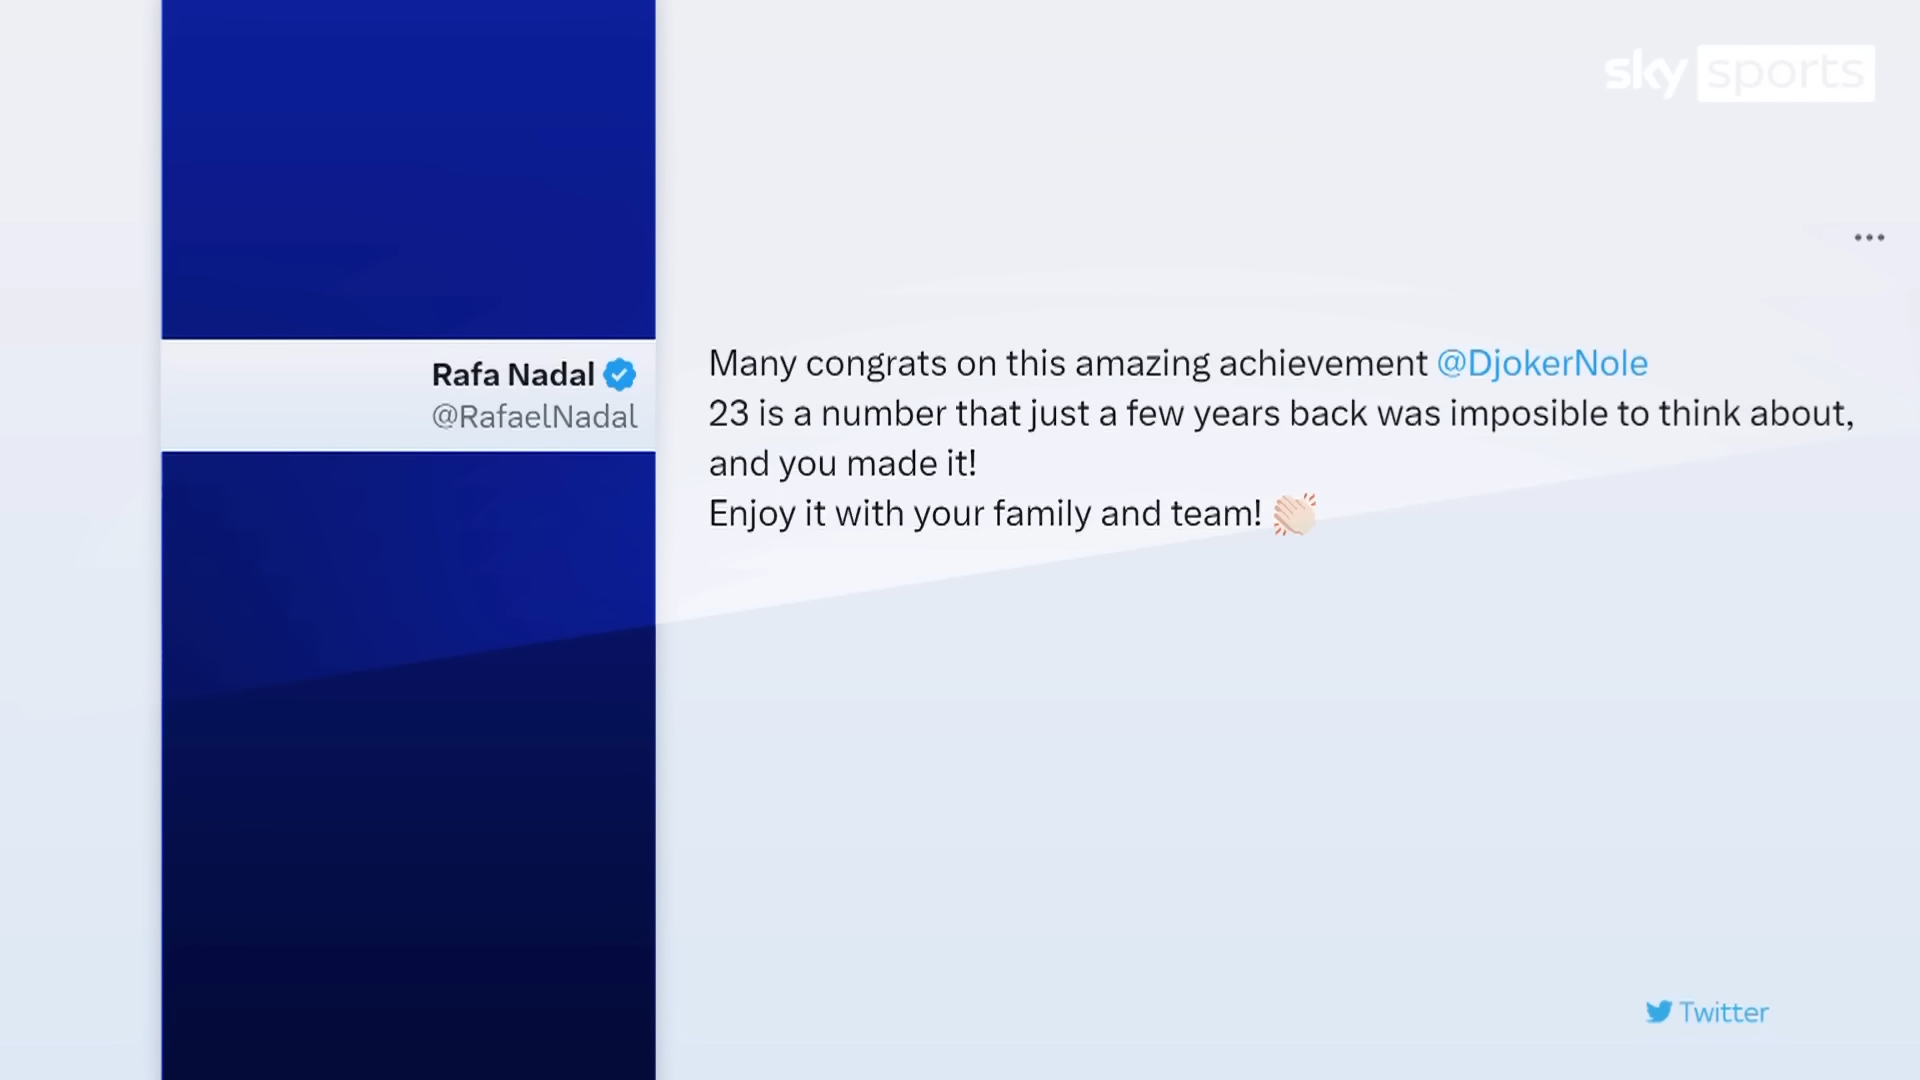 sky sports
Rafa Nadal
@RafaelNadal
Many congrats on this amazing achievement @DjokerNole
23 is a number that just a few years back was imposible to think about,
and you made it!
Enjoy it with your family and team! 👏🏻
Twitter